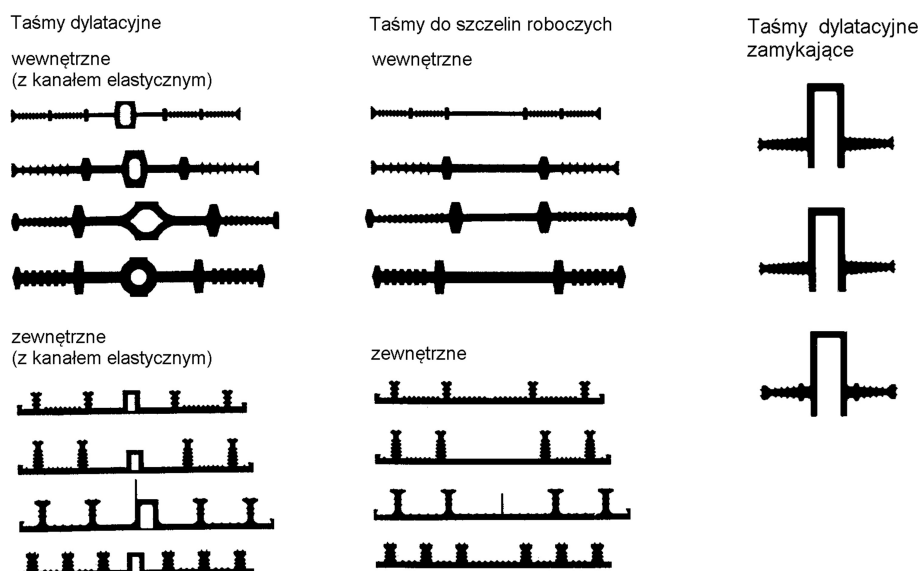 Taśmy dylatacyjne
wewnętrzne
(z kanałem elastycznym)
zewnętrzne
(z kanałem elastycznym)
Taśmy do szczelin roboczych
wewnętrzne
zewnętrzne
Taśmy dylatacyjne
zamykające